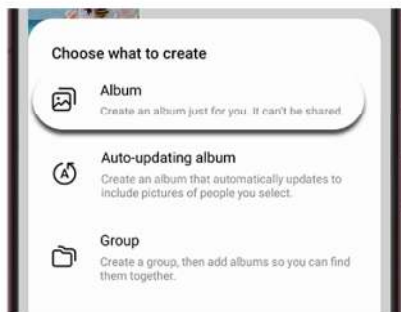 Choose what to create
Album
Create an album just for you. It can't be shared.
Auto-updating album
Create an album that automatically updates to
include pictures of people you select.
Group
Create a group, then add albums so you can find
them together.